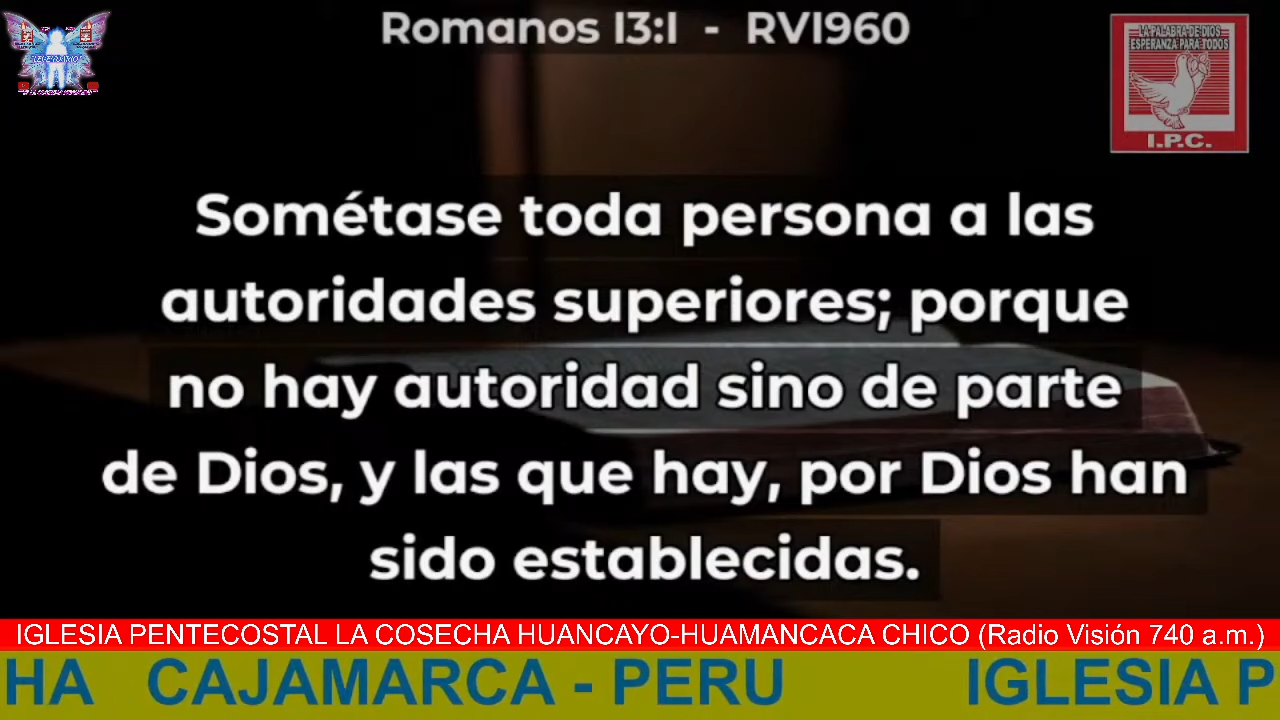 Romanos 13:1 - RV1960
LA PALABRA DE DIOS
ESPERANZA PARA TODOS
I.P.C.
Sométase toda persona a las
autoridades superiores; porque
no hay autoridad sino de parte
de Dios, y las que hay, por Dios han
sido establecidas.
IGLESIA PENTECOSTAL LA COSECHA HUANCAYO-HUAMANCACA CHICO (Radio Visión 740 a.m.)
HA CAJAMARCA - PERU IGLESIA P